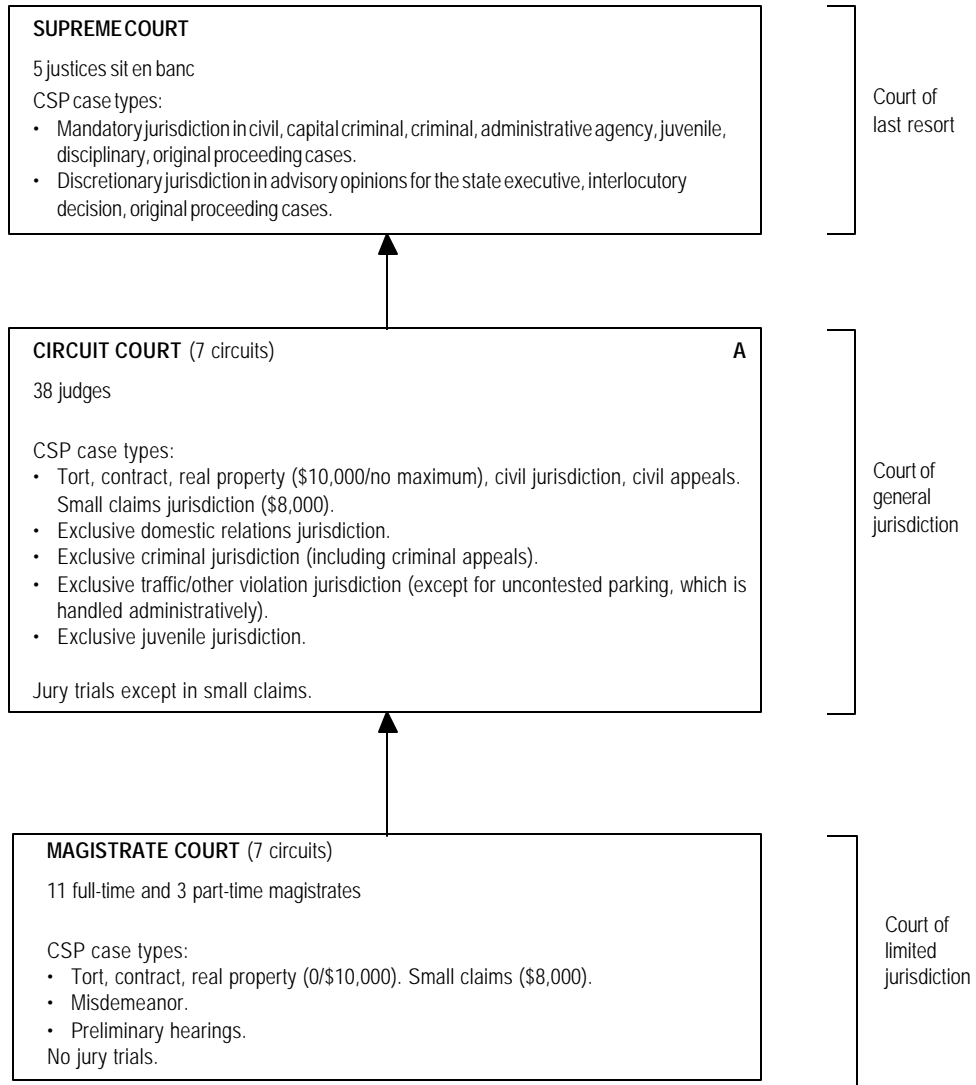 SUPREME COURT
5 justices sit en banc
CSP case types:
• Mandatory jurisdiction in civil, capital criminal, criminal, administrative agency, juvenile,
disciplinary, original proceeding cases.
• Discretionary jurisdiction in advisory opinions for the state executive, interlocutory
decision, original proceeding cases.
Court of
last resort
CIRCUIT COURT (7 circuits) A
38 judges
CSP case types:
• Tort, contract, real property ($10,000/no maximum), civil jurisdiction, civil appeals.
Small claims jurisdiction ($8,000).
• Exclusive domestic relations jurisdiction.
• Exclusive criminal jurisdiction (including criminal appeals).
• Exclusive traffic/other violation jurisdiction (except for uncontested parking, which is
handled administratively).
• Exclusive juvenile jurisdiction.
Jury trials except in small claims.
Court of
general
jurisdiction
MAGISTRATE COURT (7 circuits)
11 full-time and 3 part-time magistrates
CSP case types:
• Tort, contract, real property (0/$10,000). Small claims ($8,000).
• Misdemeanor.
• Preliminary hearings.
No jury trials.
Court of
limited
jurisdiction